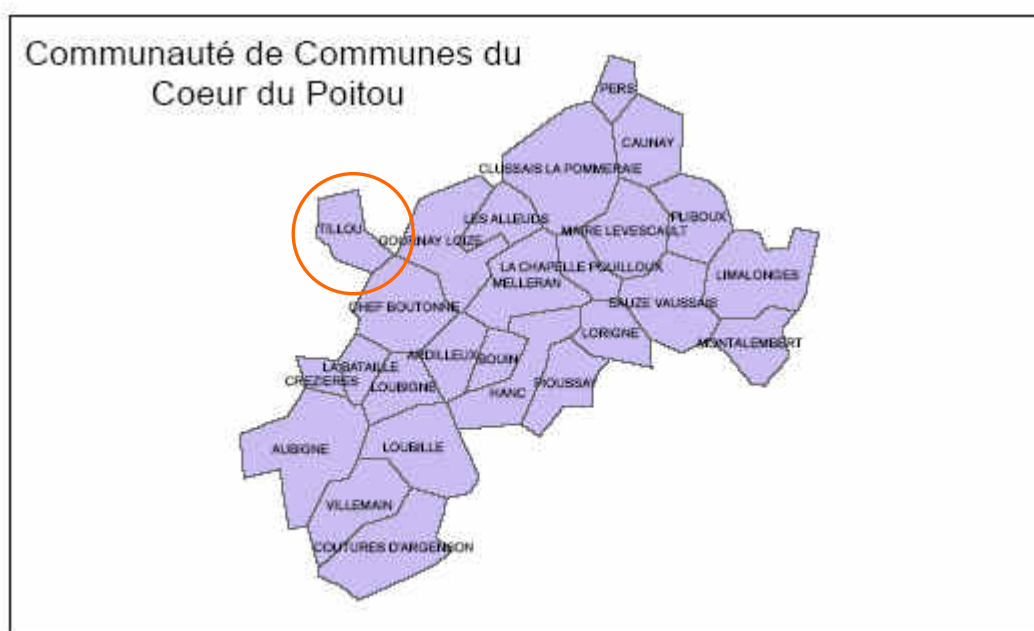 Communauté de Communes du
Coeur du Poitou
PERS
CAUNAY
CLUSSAIS LA POMMERAIE
TILLOU
GOURNAY LOIZE
LES ALLEUDS
MAIRE LEVESCAULT
PLIBOUX
LA CHAPELLE POUILLOUX
MELLERAN
LIMALONGES
CHEF BOUTONNE
SAUZE VAUSSAIS
LORIGNE
MONTALEMBERT
ARDILLEUX
BOUIN
LA BATAILLE
CREZIERES
LOUBIGNE
HANC
PIOUSSAY
AUBIGNE
LOUBILLE
VILLEMAIN
COUTURES D'ARGENSON